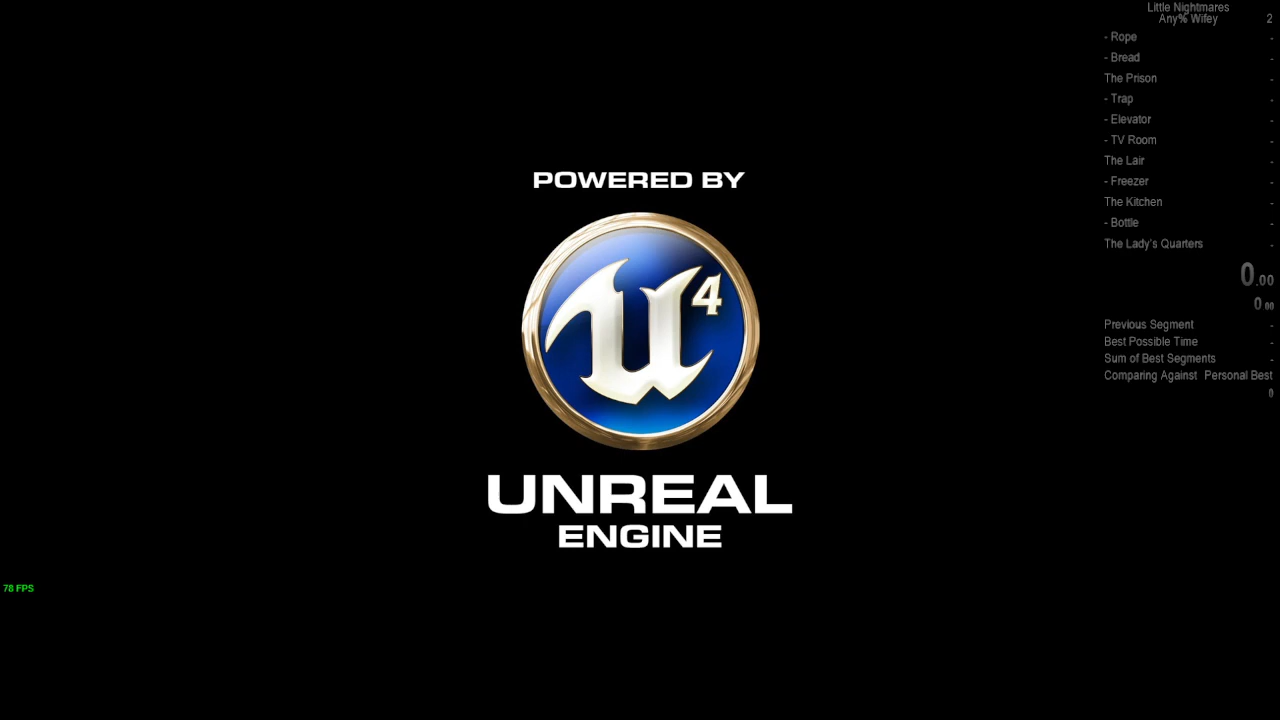 POWERED BY
U4
UNREAL
ENGINE
78 FPS
Little Nightmares
Any% Wifey 2
- Rope -
- Bread -
The Prison -
- Trap -
- Elevator -
- TV Room -
The Lair -
- Freezer -
The Kitchen -
- Bottle -
The Lady's Quarters -
0.00
0.00
Previous Segment -
Best Possible Time -
Sum of Best Segments -
Comparing Against Personal Best
0